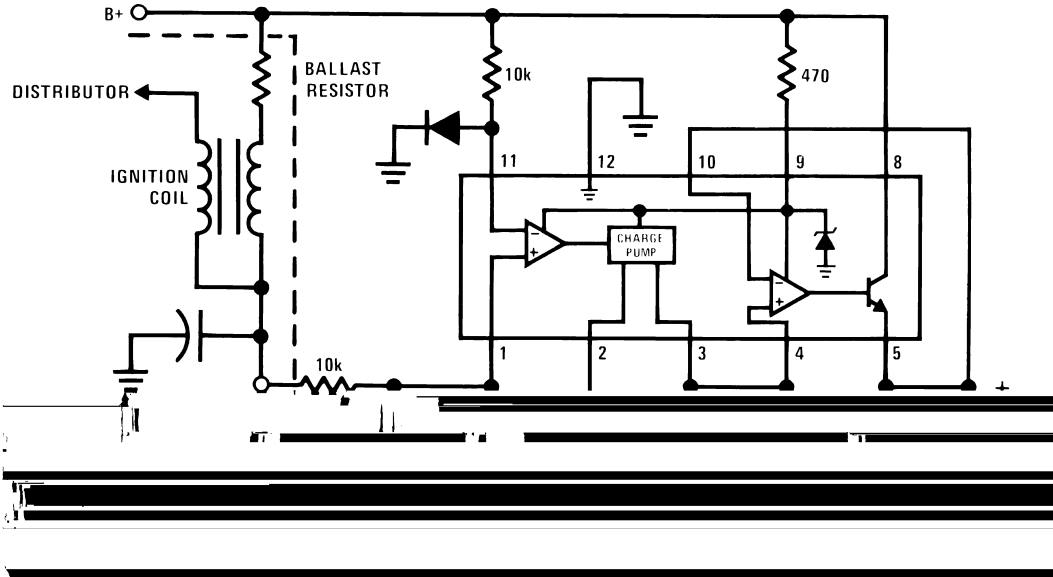 B+
BALLAST
RESISTOR
DISTRIBUTOR
IGNITION
COIL
10k
470
11
12
10
9
8
−
+
CHARGE
PUMP
−
+
1
2
3
4
5
10k
+